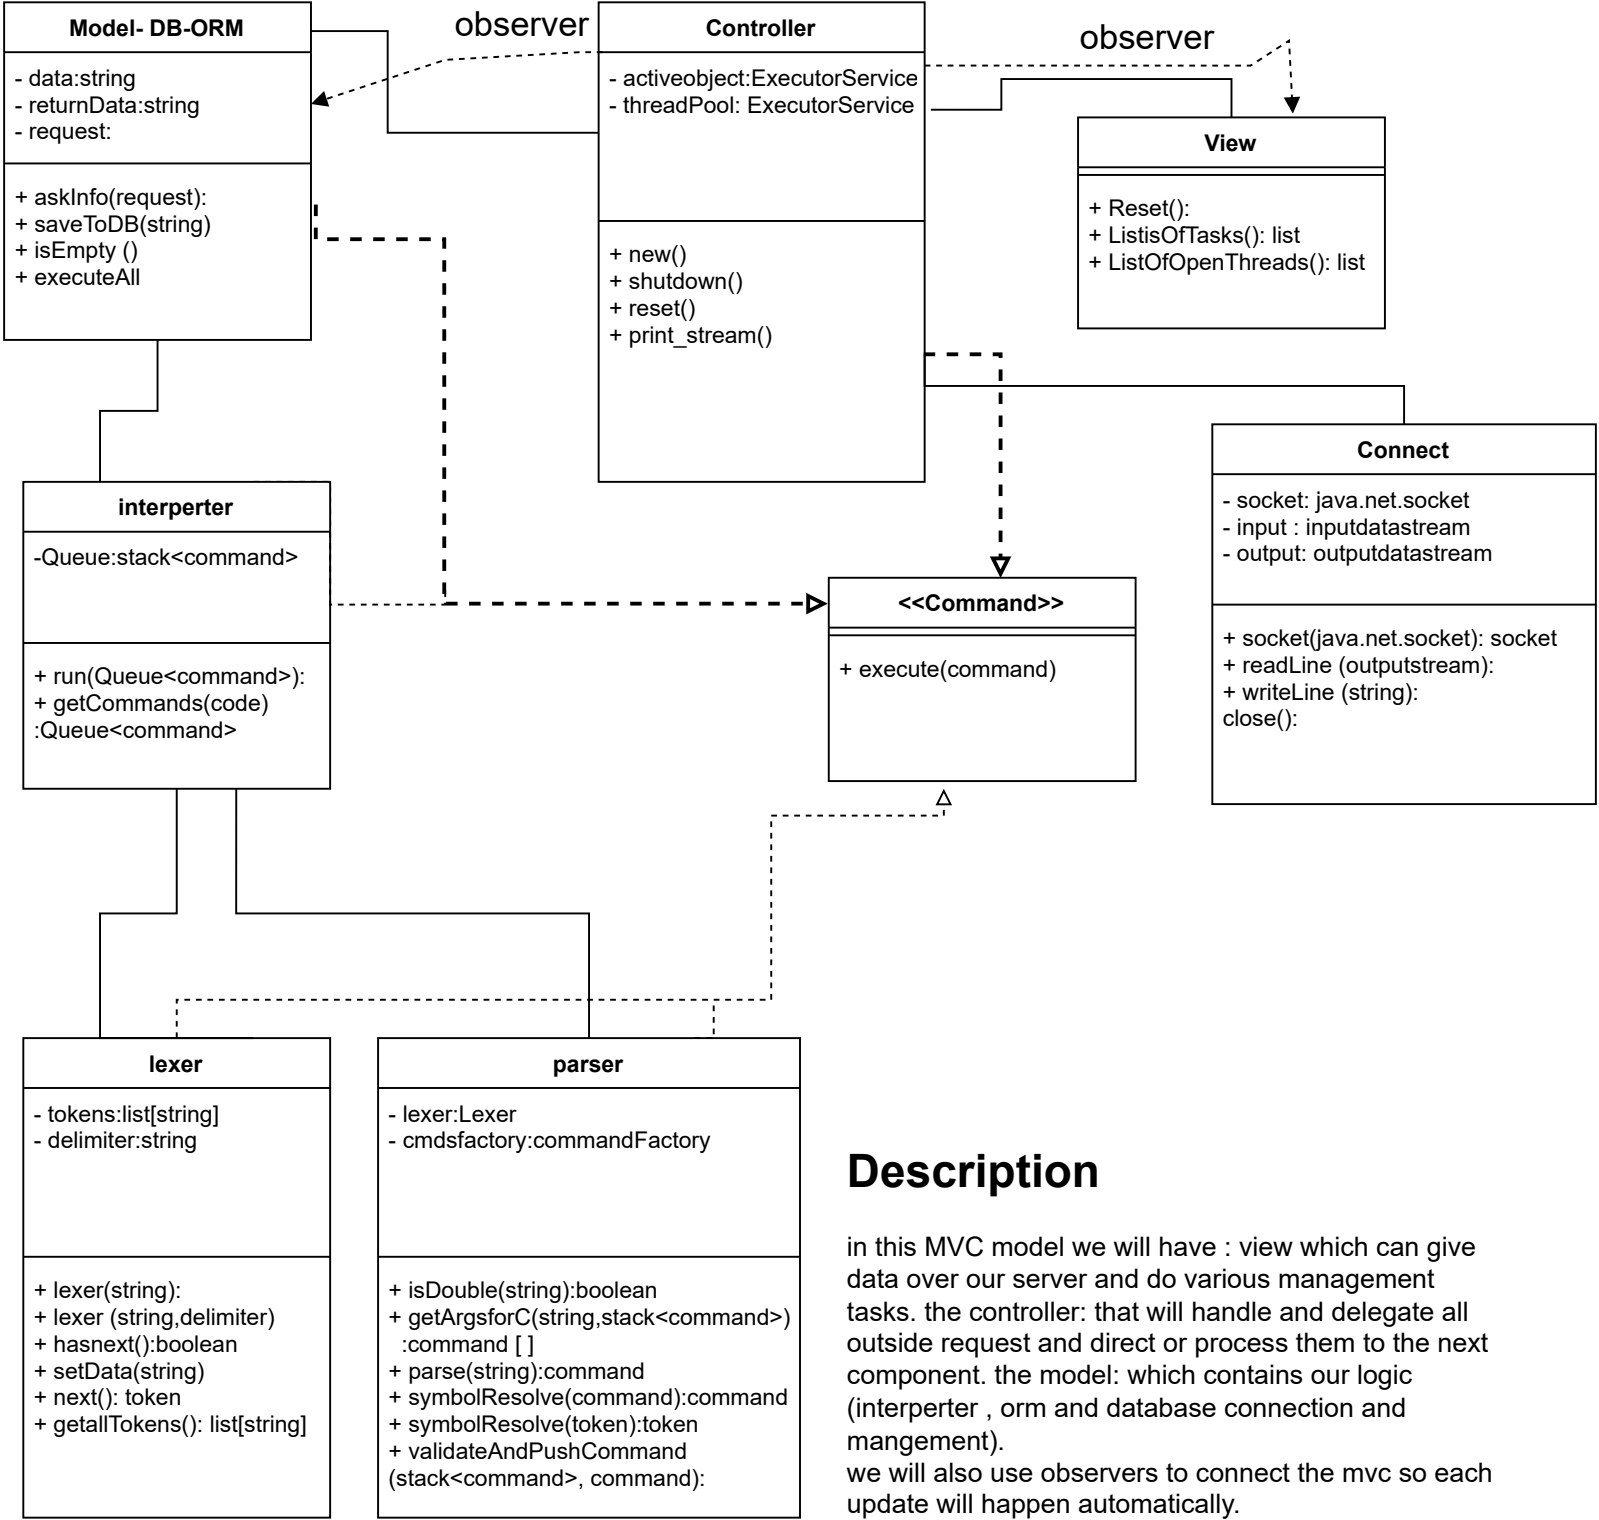 Model- DB-ORM
- data:string
- returnData:string
- request:
+ askInfo(request):
+ saveToDB(string)
+ isEmpty ()
+ executeAll
observer
Controller
- activeobject:ExecutorService
- threadPool: ExecutorService
+ new()
+ shutdown()
+ reset()
+ print_stream()
observer
View
+ Reset():
+ ListisOfTasks(): list
+ ListOfOpenThreads(): list
Connect
- socket: java.net.socket
- input : inputdatastream
- output: outputdatastream
+ socket(java.net.socket): socket
+ readLine (outputstream):
+ writeLine (string):
close():
interperter
-Queue:stack<command>
+ run(Queue<command>):
+ getCommands(code)
:Queue<command>
<<Command>>
+ execute(command)
lexer
- tokens:list[string]
- delimiter:string
+ lexer(string):
+ lexer (string,delimiter)
+ hasnext():boolean
+ setData(string)
+ next(): token
+ getallTokens(): list[string]
parser
- lexer:Lexer
- cmdsfactory:commandFactory
+ isDouble(string):boolean
+ getArgsforC(string,stack<command>)
:command [ ]
+ parse(string):command
+ symbolResolve(command):command
+ symbolResolve(token):token
+ validateAndPushCommand
(stack<command>, command):
Description
in this MVC model we will have : view which can give
data over our server and do various management
tasks. the controller: that will handle and delegate all
outside request and direct or process them to the next
component. the model: which contains our logic
(interperter , orm and database connection and
mangement).
we will also use observers to connect the mvc so each
update will happen automatically.